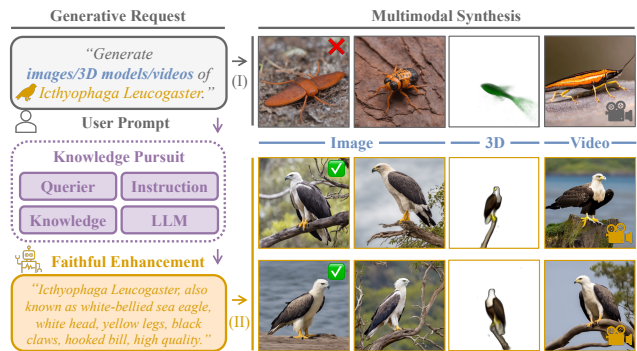 Generative Request
Multimodal Synthesis
“Generate
images/3D models/videos of
Icthyophaga Leucogaster.”
(I)
User Prompt
Image
3D
Video
Knowledge Pursuit
Querier
Instruction
Knowledge
LLM
Faithful Enhancement
“Icthyophaga Leucogaster, also
known as white-bellied sea eagle,
white head, yellow legs, black
claws, hooked bill, high quality.”
(II)